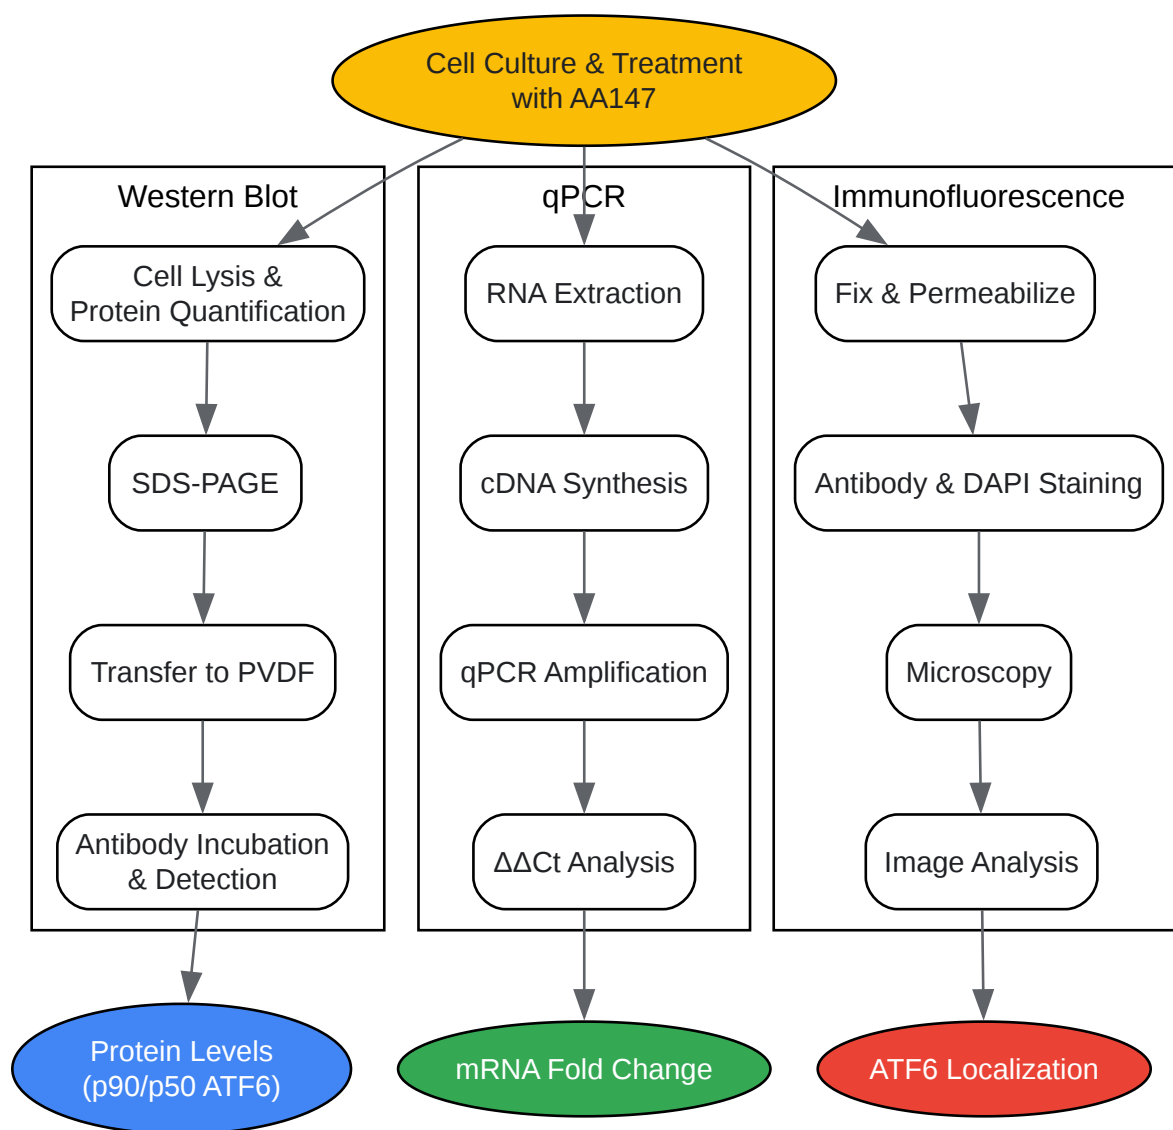 Cell Culture & Treatment
with AA147
Western Blot
Cell Lysis &
Protein Quantification
SDS-PAGE
Transfer to PVDF
Antibody Incubation
& Detection
Protein Levels
(p90/p50 ATF6)
qPCR
RNA Extraction
cDNA Synthesis
qPCR Amplification
ΔΔCt Analysis
mRNA Fold Change
Immunofluorescence
Fix & Permeabilize
Antibody & DAPI Staining
Microscopy
Image Analysis
ATF6 Localization